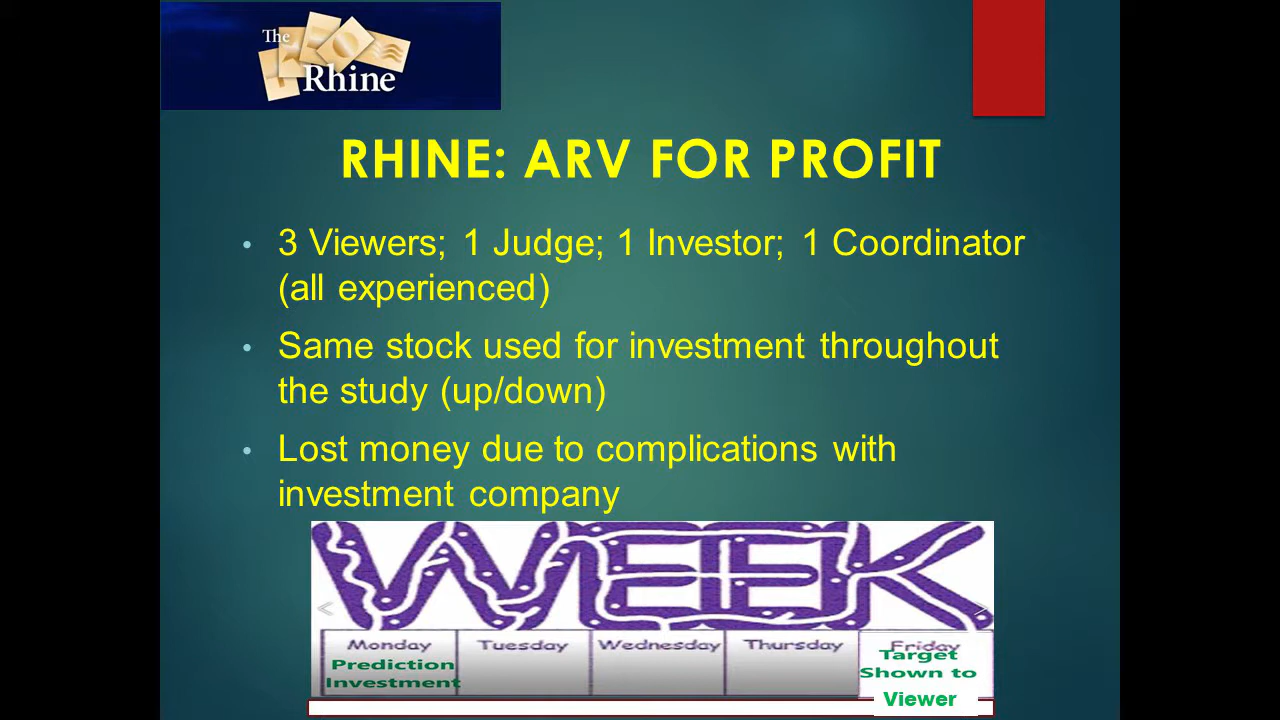 The
Rhine
RHINE: ARV FOR PROFIT
• 3 Viewers; 1 Judge; 1 Investor; 1 Coordinator
(all experienced)
• Same stock used for investment throughout
the study (up/down)
• Lost money due to complications with
investment company
WEEK
Monday Tuesday Wednesday Thursday Friday
Prediction
Investment
Target
Shown to
Viewer